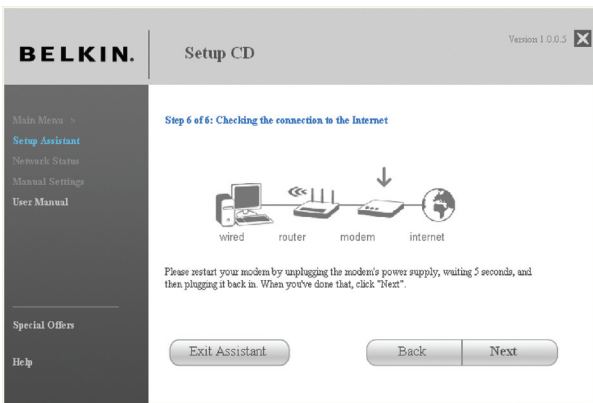 BELKIN.
Setup CD
Version 1.0.0.5
Main Menu >
Setup Assistant
Network Status
Manual Settings
User Manual
Special Offers
Help
Step 6 of 6: Checking the connection to the Internet
wired router modem internet
Please restart your modem by unplugging the modem's power supply, waiting 5 seconds, and
then plugging it back in. When you've done that, click "Next".
Exit Assistant
Back
Next